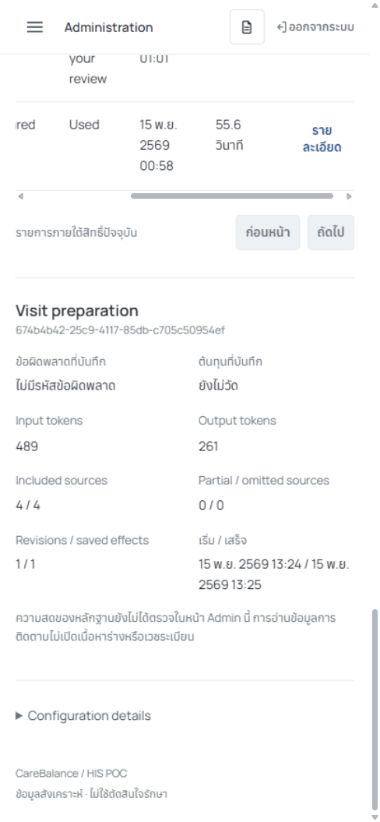 Administration
ออกจากระบบ
your
review
01:01
red
Used
15 พ.ย.
2569
00:58
55.6
วินาที
ราย
ละเอียด
รายการภายใต้สิทธิ์ปัจจุบัน
ก่อนหน้า
ถัดไป
Visit preparation
674b4b42-25c9-4117-85db-c705c50954ef
ข้อผิดพลาดที่บันทึก
ต้นทุนที่บันทึก
ไม่มีรหัสข้อผิดพลาด
ยังไม่วัด
Input tokens
Output tokens
489
261
Included sources
Partial / omitted sources
4 / 4
0 / 0
Revisions / saved effects
เริ่ม / เสร็จ
1 / 1
15 พ.ย. 2569 13:24 / 15 พ.ย.
2569 13:25
ความสดของหลักฐานยังไม่ได้ตรวจในหน้า Admin นี้ การอ่านข้อมูลการ
ติดตามไม่เปิดเนื้อหาร่างหรือเวชระเบียน
Configuration details
CareBalance / HIS POC
ข้อมูลสังเคราะห์ · ไม่ใช้ตัดสินใจรักษา